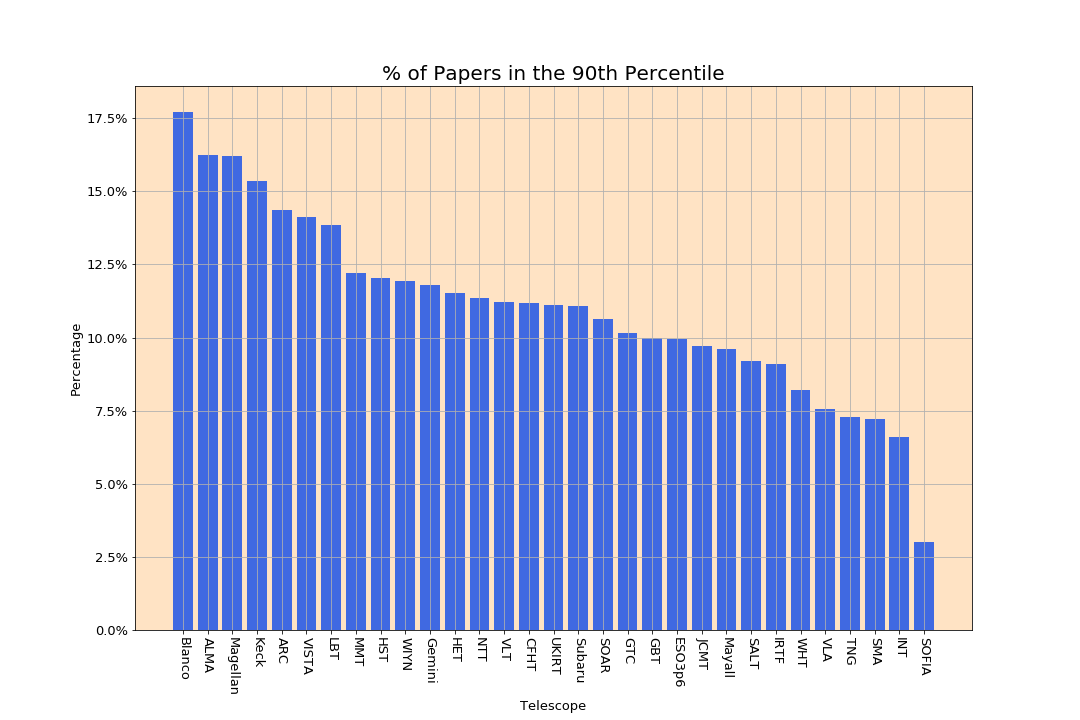 % of Papers in the 90th Percentile
17.5%
15.0%
12.5%
10.0%
7.5%
5.0%
2.5%
0.0%
Percentage
Blanco
ALMA
Magellan
Keck
ARC
VISTA
LBT
MMT
HST
WIYN
Gemini
HET
NTT
VLT
CFHT
UKIRT
Subaru
SOAR
GTC
GBT
ESO3p6
JCMT
Mayall
SALT
IRTF
WHT
VLA
TNG
SMA
INT
SOFIA
Telescope